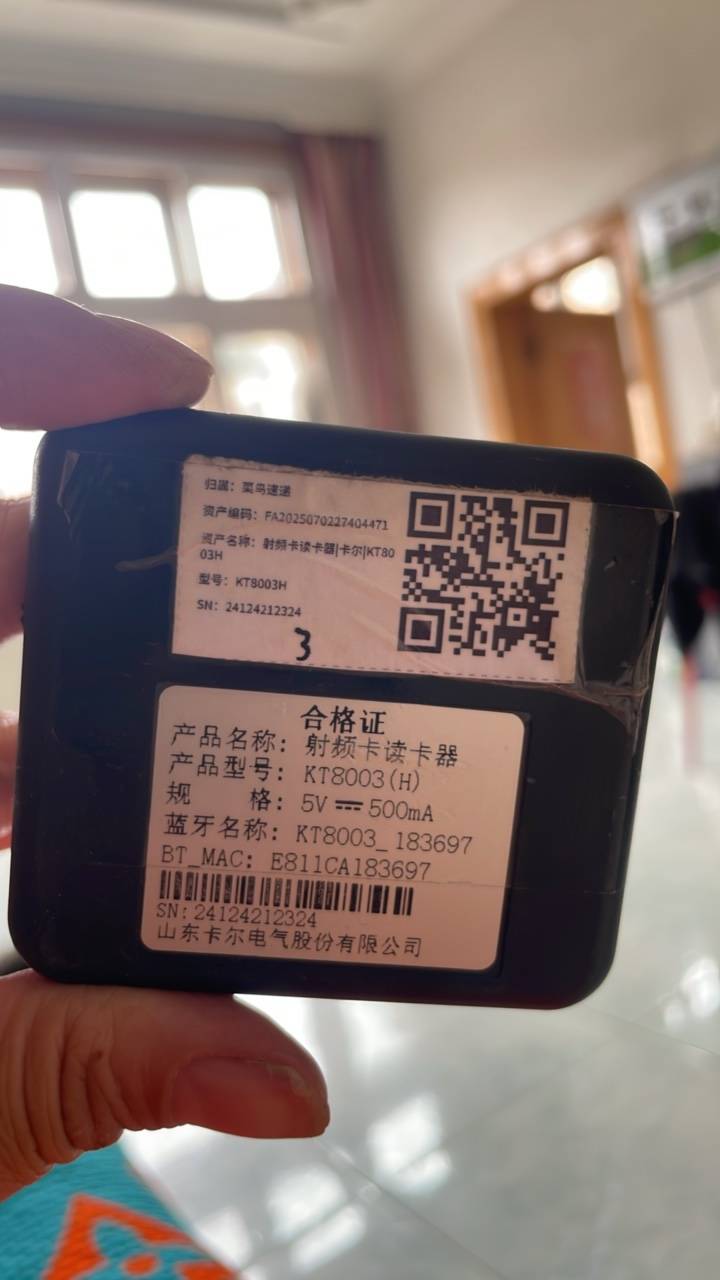 归属：菜鸟速递
资产编码：FA2025070227404471
资产名称：射频卡读卡器|卡尔|KT80
03H
型号：KT8003H
SN：24124212324
3
合格证
产品名称：射频卡读卡器
产品型号：KT8003(H)
规 格：5V 500mA
蓝牙名称：KT8003_183697
BT_MAC：E811CA183697
SN:24124212324
山东卡尔电气股份有限公司